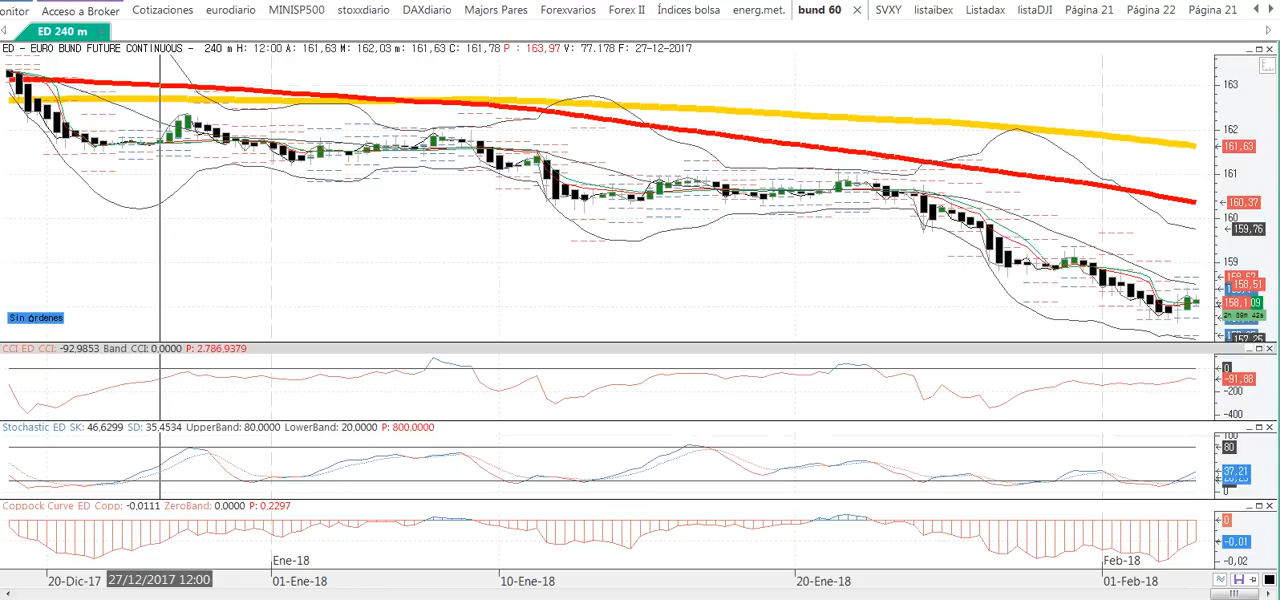 onitor Acceso a Broker Cotizaciones eurodiario MINISP500 stoxxdiario DAXdiario Majors Pares Forexvarios Forex II Índices bolsa energ.met. bund 60 SVXY listaibex Listadax listaDJI Página 21 Página 22 Página 21
ED 240 m
ED - EURO BUND FUTURE CONTINUOUS - 240 m H: 12:00 A: 161,63 M: 162,03 m: 161,63 C: 161,78 P : 163,97 V: 77.178 F: 27-12-2017
163
162
161,63
161
160,37
160
159,76
159
158,51
158,1
09
2h 39m 42s
157,25
Sin órdenes
CCI ED CCI: -92,9853 Band CCI: 0,0000 P: 2.786,9379
0
-91,88
-200
-400
Stochastic ED SK: 46,6299 SD: 35,4534 UpperBand: 80.0000 LowerBand: 20.0000 P: 800.0000
100
80
37,21
0
Coppock Curve ED Copp: -0.0111 ZeroBand: 0,0000 P: 0,2297
0
-0,01
-0,02
Ene-18 Feb-18
20-Dic-17 27/12/2017 12:00 01-Ene-18 10-Ene-18 20-Ene-18 01-Feb-18